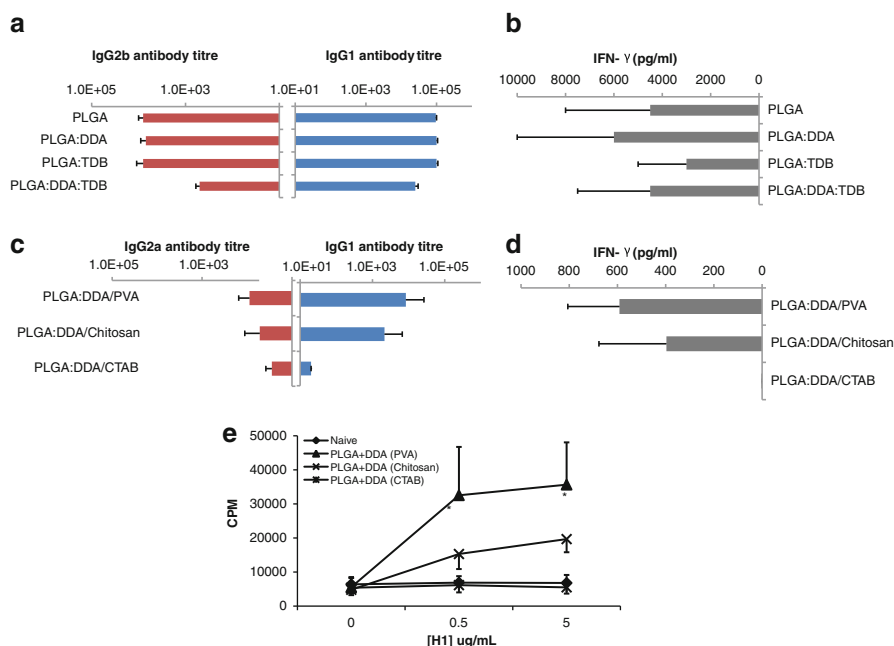 a
IgG2b antibody titre
IgG1 antibody titre
1.0E+05 1.0E+03 1.0E+01 1.0E+03 1.0E+05
PLGA
PLGA:DDA
PLGA:TDB
PLGA:DDA:TDB
b
IFN- γ (pg/ml)
10000 8000 6000 4000 2000 0
PLGA
PLGA:DDA
PLGA:TDB
PLGA:DDA:TDB
c
IgG2a antibody titre
IgG1 antibody titre
1.0E+05 1.0E+03 1.0E+01 1.0E+03 1.0E+05
PLGA:DDA/PVA
PLGA:DDA/Chitosan
PLGA:DDA/CTAB
d
IFN- γ (pg/ml)
1000 800 600 400 200 0
PLGA:DDA/PVA
PLGA:DDA/Chitosan
PLGA:DDA/CTAB
e
50000
40000
30000
20000
10000
0
CPM
Naive
PLGA+DDA (PVA)
PLGA+DDA (Chitosan)
PLGA+DDA (CTAB)
* *
0 0.5 5
[H1] ug/mL